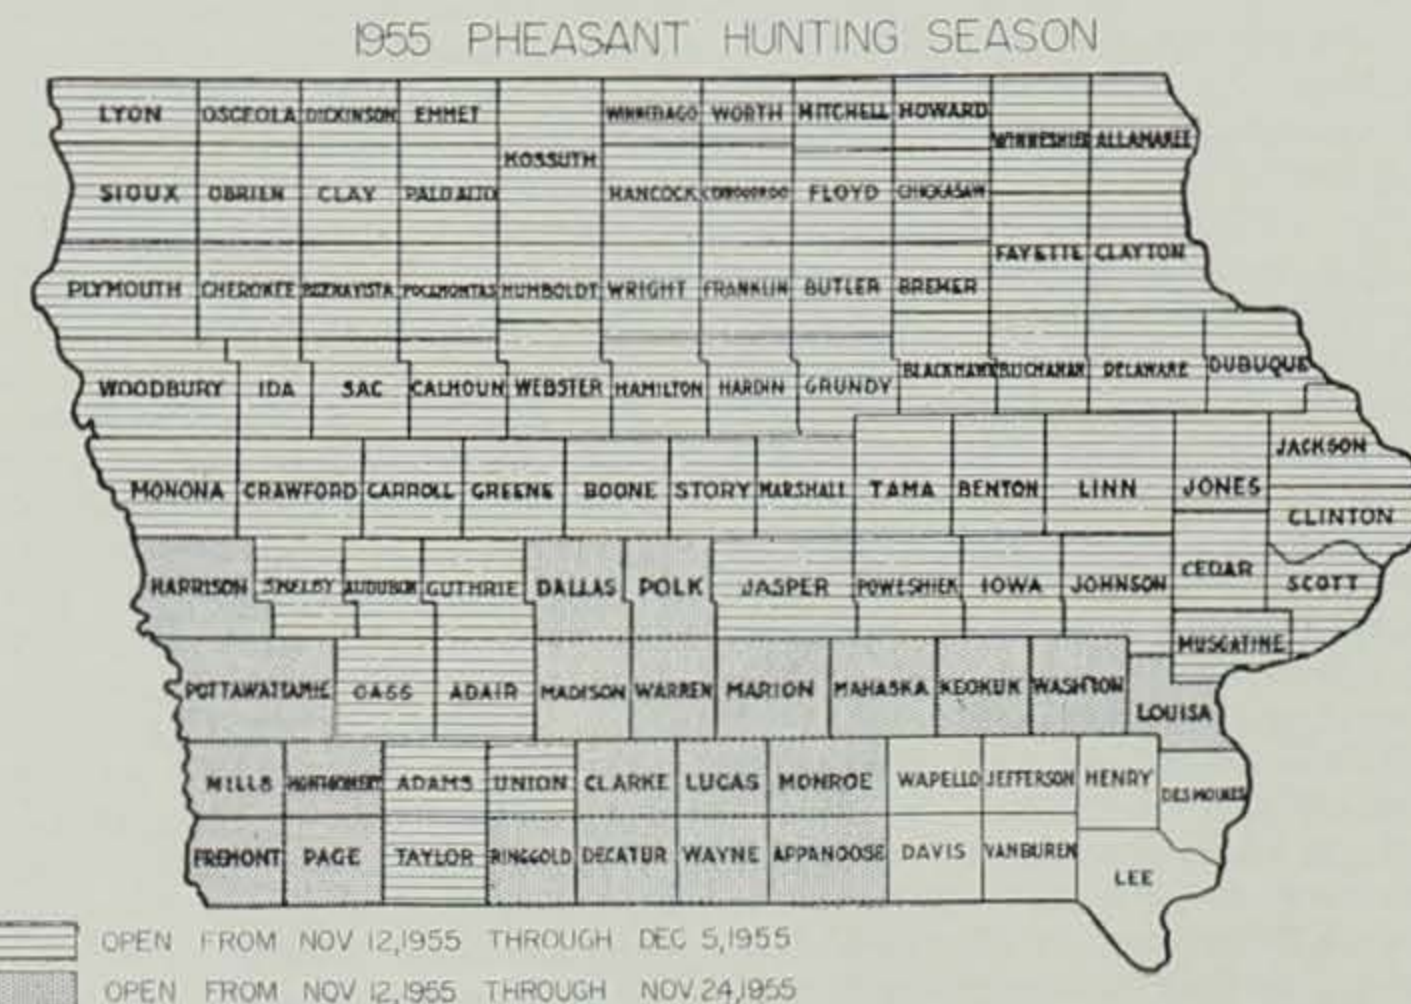 1955 PHEASANT HUNTING SEASON
LYON OSCEOLA DICKINSON EMMET WINNEBAGO WORTH MITCHELL HOWARD
WINNESHIEK ALLAMAKEE
KOSSUTH
SIOUX OBRIEN CLAY PALO ALTO HANCOCK FLOYD CHICKASAW
FAYETTE CLAYTON
PLYMOUTH CHEROKEE POCAHONTAS HUMBOLDT WRIGHT FRANKLIN BUTLER BREMER
WOODBURY IDA SAC CALHOUN WEBSTER HAMILTON HARDIN GRUNDY BLACKHAWK BUCHANAN DELAWARE DUBUQUE
JACKSON
MONONA CRAWFORD CARROLL GREENE BOONE STORY MARSHALL TAMA BENTON LINN JONES
CLINTON
HARRISON SHELBY AUDUBON GUTHRIE DALLAS POLK JASPER POWESHIEK IOWA JOHNSON CEDAR SCOTT
MUSCATINE
POTTAWATTAMIE CASS ADAIR MADISON WARREN MARION MAHASKA KEOKUK WASH'TON
LOUISA
MILLS MONTGOMERY ADAMS UNION CLARKE LUCAS MONROE WAPELLO JEFFERSON HENRY DES MOINES
FREMONT PAGE TAYLOR RINGGOLD DECATUR WAYNE APPANOOSE DAVIS VANBUREN
LEE
OPEN FROM NOV 12,1955 THROUGH DEC 5,1955
OPEN FROM NOV 12,1955 THROUGH NOV.24,1955